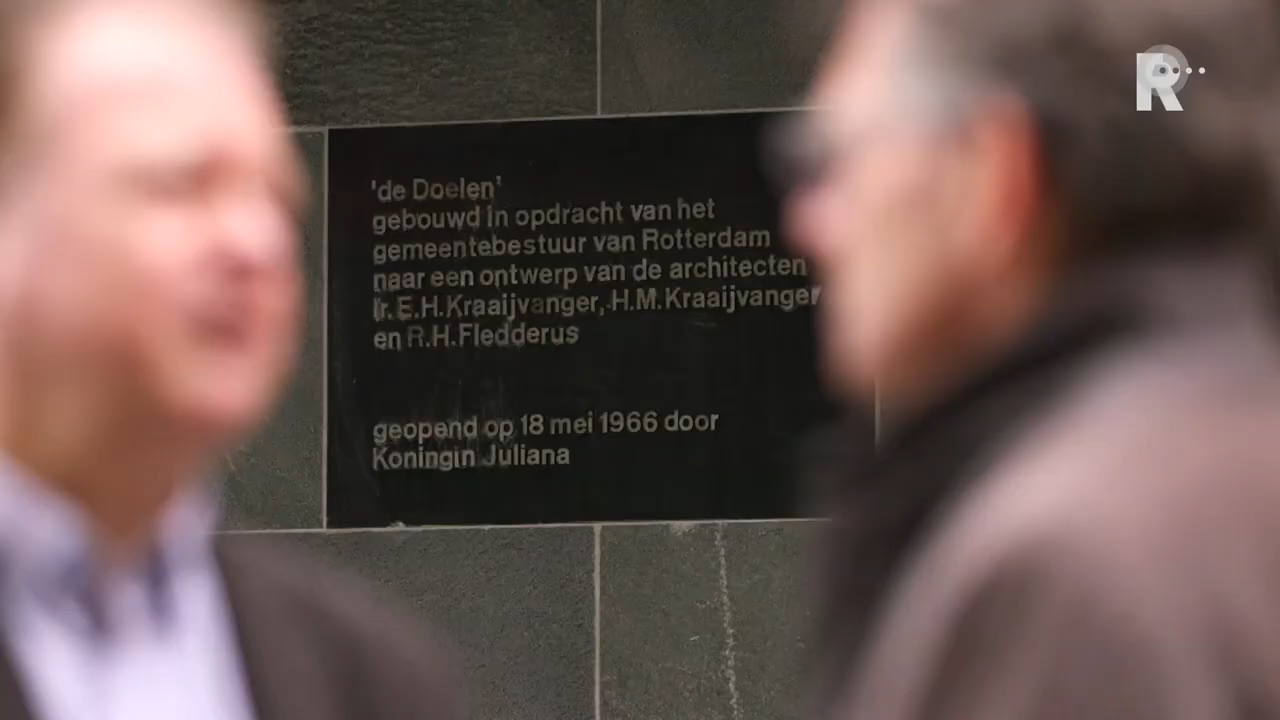 'de Doelen'
gebouwd in opdracht van het
gemeentebestuur van Rotterdam
naar een ontwerp van de architecten
Ir. E.H. Kraaijvanger, H.M. Kraaijvanger
en R.H. Fledderus
geopend op 18 mei 1966 door
Koningin Juliana
R